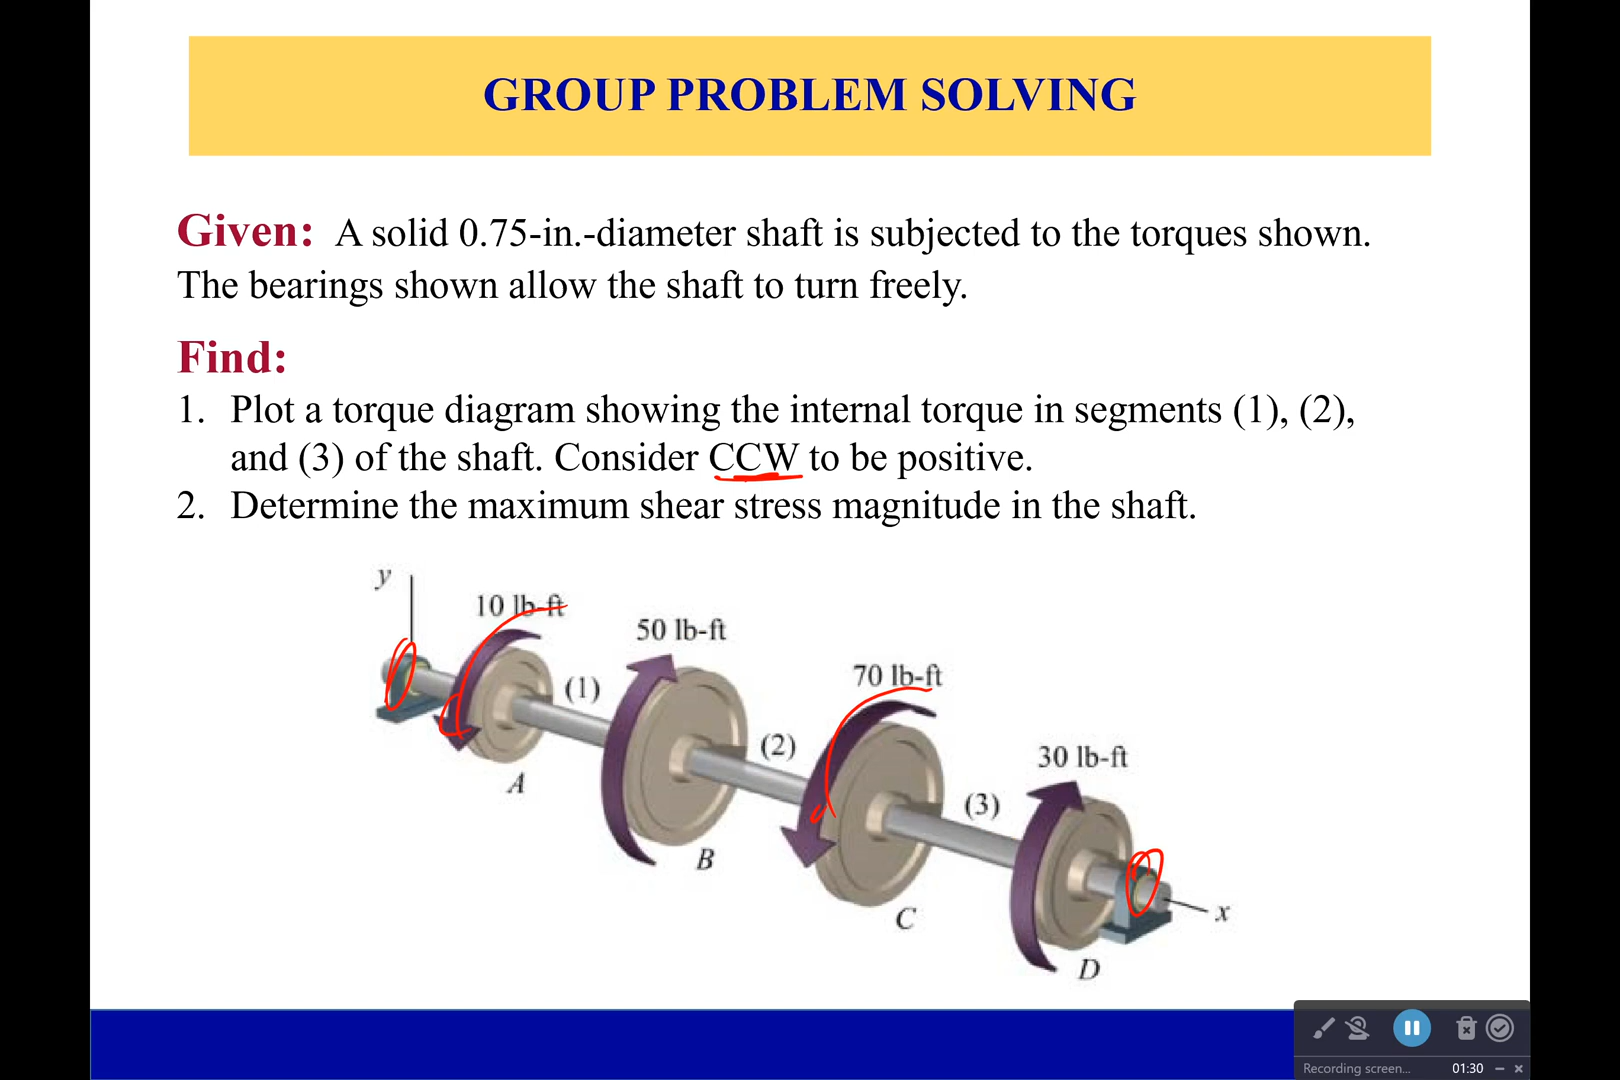 GROUP PROBLEM SOLVING
Given: A solid 0.75-in.-diameter shaft is subjected to the torques shown.
The bearings shown allow the shaft to turn freely.
Find:
1. Plot a torque diagram showing the internal torque in segments (1), (2),
and (3) of the shaft. Consider CCW to be positive.
2. Determine the maximum shear stress magnitude in the shaft.
y
10 lb-ft
50 lb-ft
(1)
70 lb-ft
(2)
30 lb-ft
A
(3)
B
C
x
D
Recording screen... 01:30